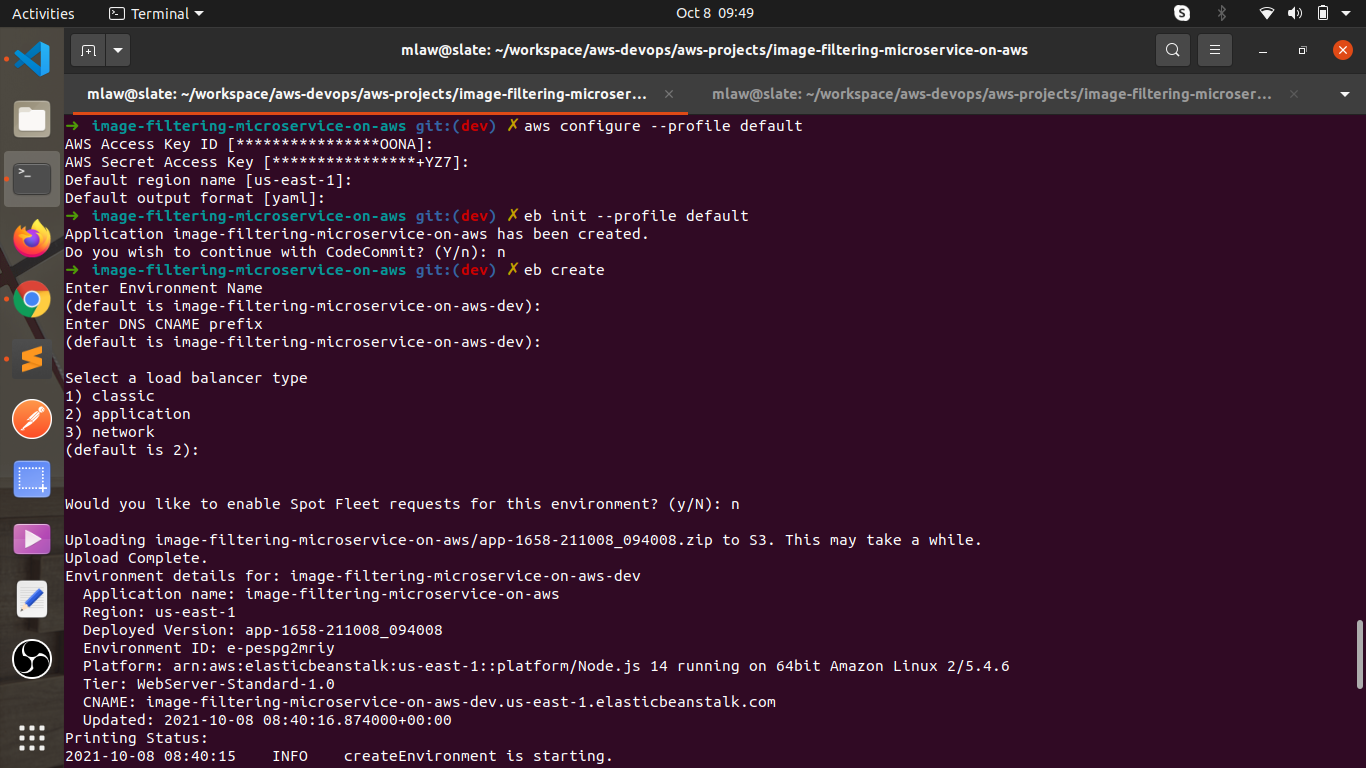 Activities
Terminal
Oct 8 09:49
mlaw@slate: ~/workspace/aws-devops/aws-projects/image-filtering-microservice-on-aws
mlaw@slate: ~/workspace/aws-devops/aws-projects/image-filtering-microser...
mlaw@slate: ~/workspace/aws-devops/aws-projects/image-filtering-microser...
➜ image-filtering-microservice-on-aws git:(dev) ✗ aws configure --profile default
AWS Access Key ID [****************OONA]:
AWS Secret Access Key [****************+YZ7]:
Default region name [us-east-1]:
Default output format [yaml]:
➜ image-filtering-microservice-on-aws git:(dev) ✗ eb init --profile default
Application image-filtering-microservice-on-aws has been created.
Do you wish to continue with CodeCommit? (Y/n): n
➜ image-filtering-microservice-on-aws git:(dev) ✗ eb create
Enter Environment Name
(default is image-filtering-microservice-on-aws-dev):
Enter DNS CNAME prefix
(default is image-filtering-microservice-on-aws-dev):
Select a load balancer type
1) classic
2) application
3) network
(default is 2):
Would you like to enable Spot Fleet requests for this environment? (y/N): n
Uploading image-filtering-microservice-on-aws/app-1658-211008_094008.zip to S3. This may take a while.
Upload Complete.
Environment details for: image-filtering-microservice-on-aws-dev
Application name: image-filtering-microservice-on-aws
Region: us-east-1
Deployed Version: app-1658-211008_094008
Environment ID: e-pespg2mriy
Platform: arn:aws:elasticbeanstalk:us-east-1::platform/Node.js 14 running on 64bit Amazon Linux 2/5.4.6
Tier: WebServer-Standard-1.0
CNAME: image-filtering-microservice-on-aws-dev.us-east-1.elasticbeanstalk.com
Updated: 2021-10-08 08:40:16.874000+00:00
Printing Status:
2021-10-08 08:40:15 INFO createEnvironment is starting.